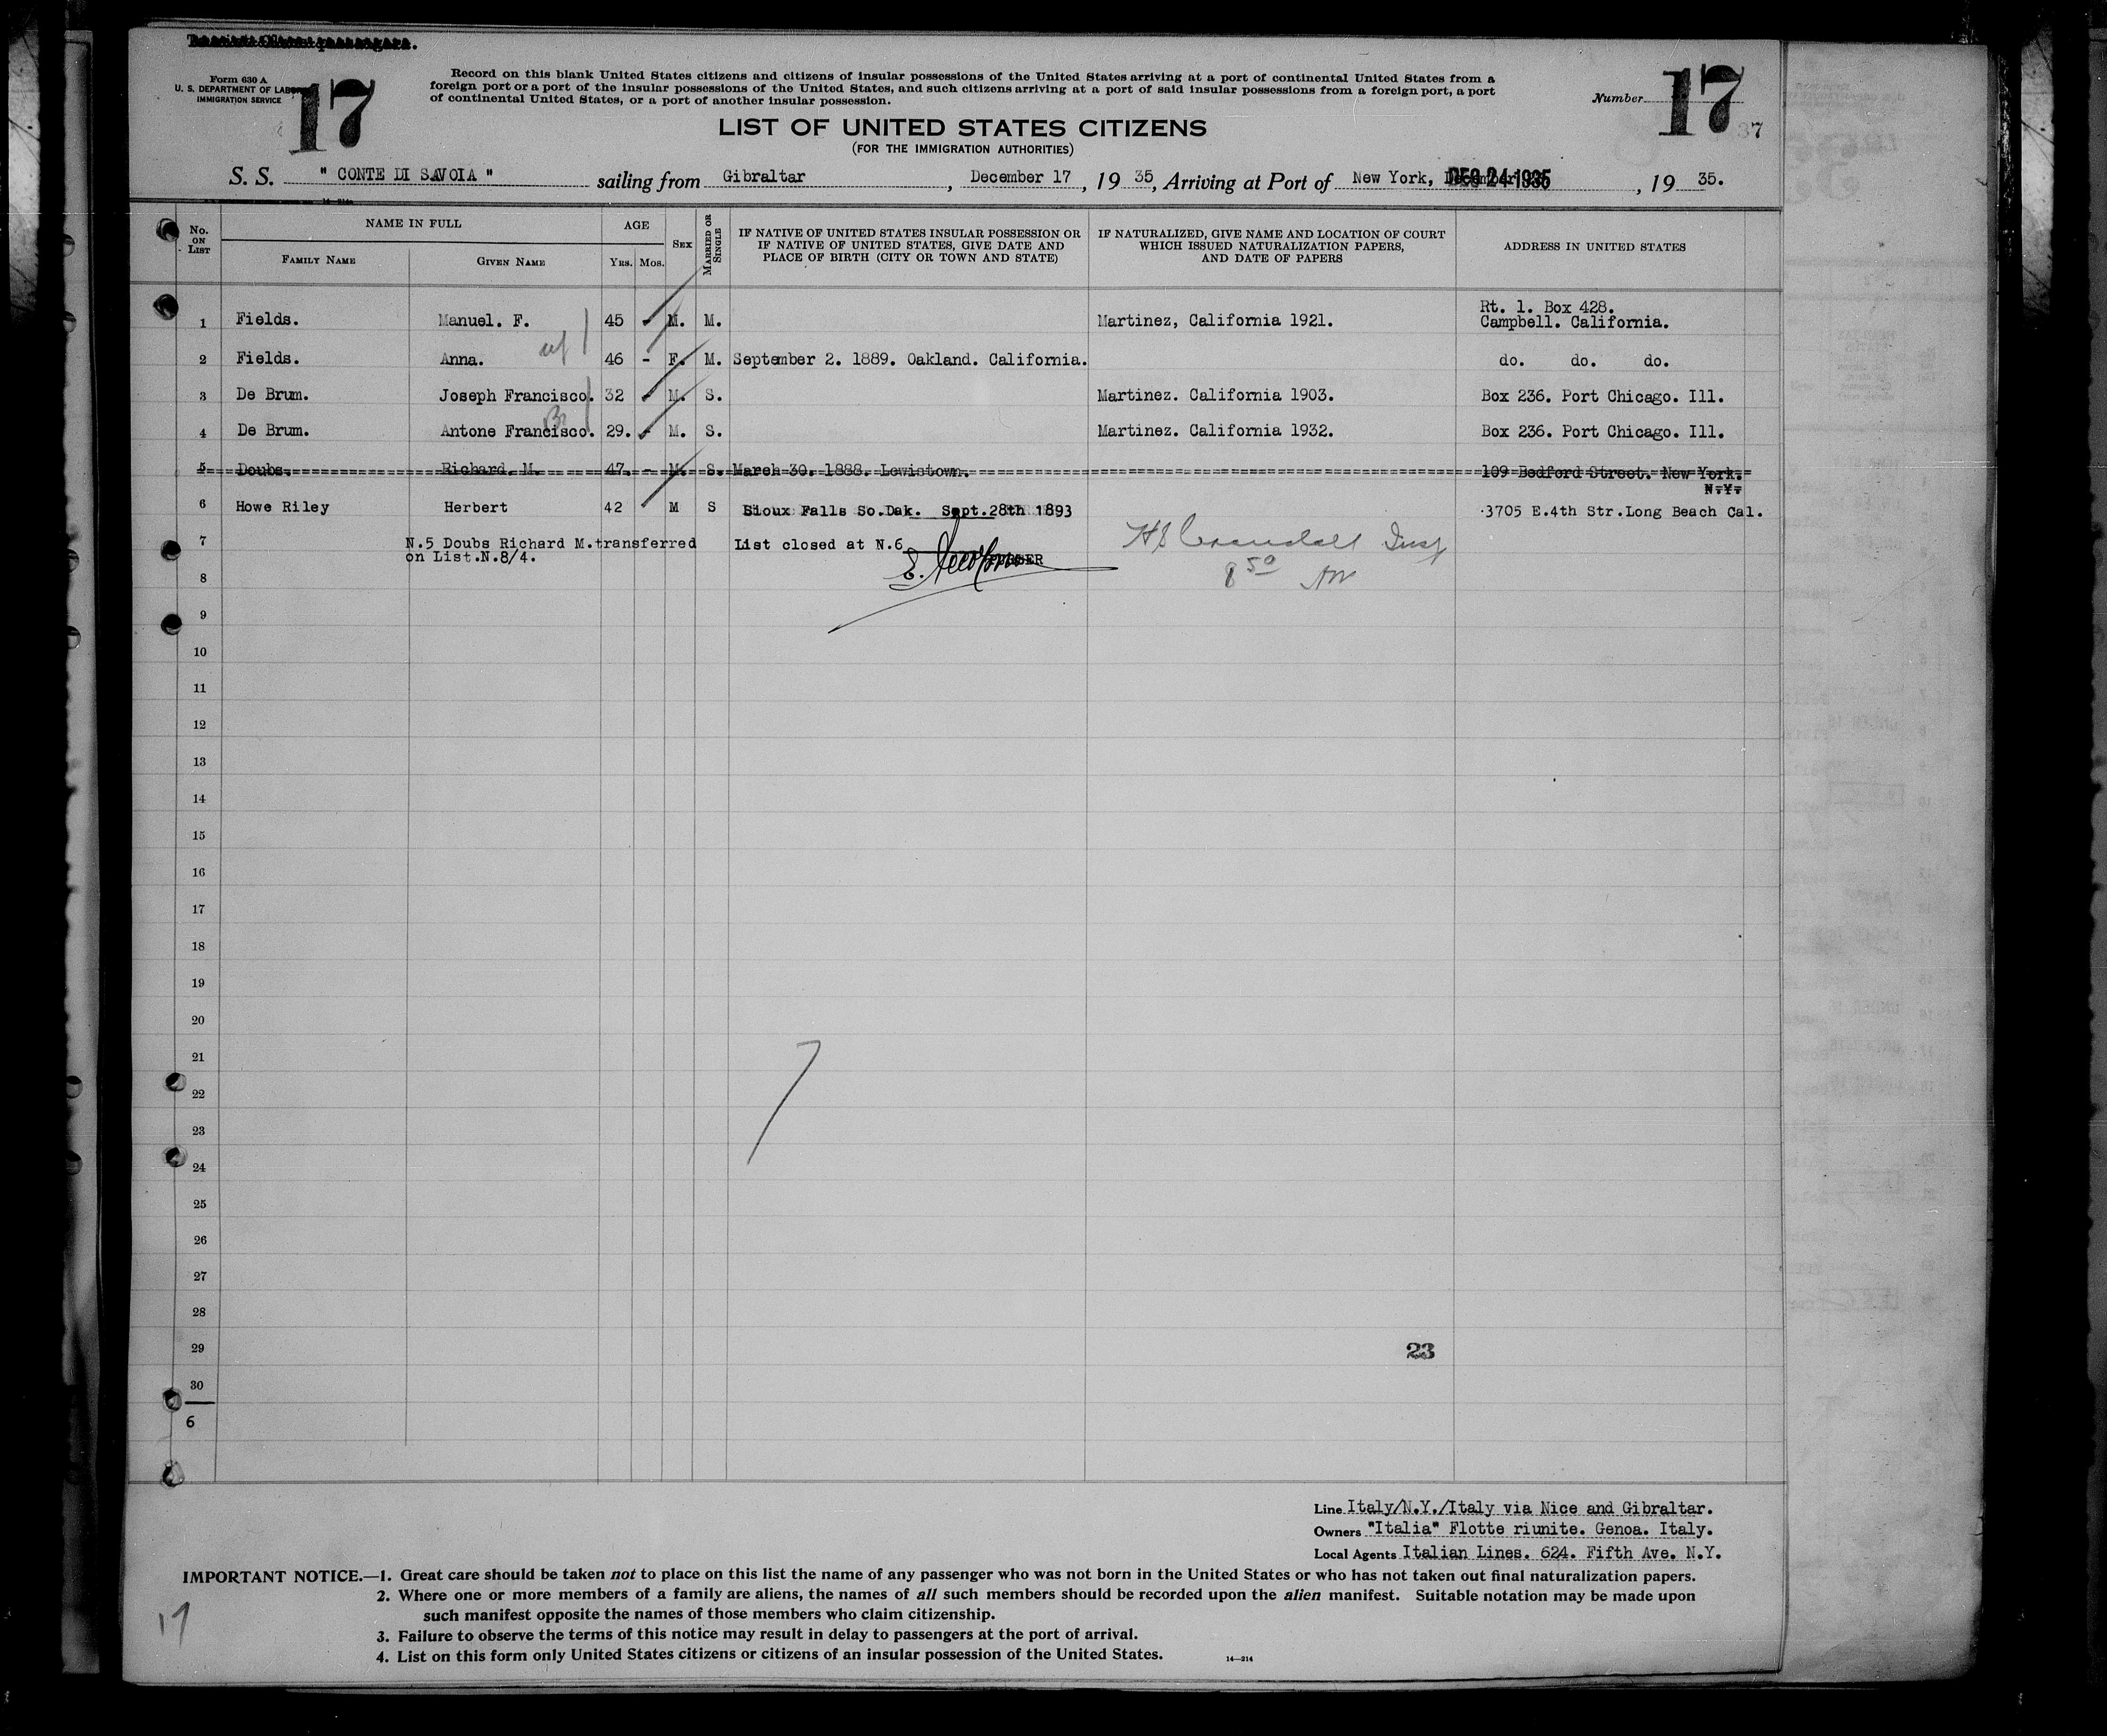 Form 630 A
U. S. DEPARTMENT OF LABOR
IMMIGRATION SERVICE
17
Record on this blank United States citizens and citizens of insular possessions of the United States arriving at a port of continental United States from a
foreign port or a port of the insular possessions of the United States, and such citizens arriving at a port of said insular possessions from a foreign port, a port
of continental United States, or a port of another insular possession.
Number 17
37
LIST OF UNITED STATES CITIZENS
(FOR THE IMMIGRATION AUTHORITIES)
S. S. " CONTE DI SAVOIA " sailing from Gibraltar, December 17, 19 35, Arriving at Port of New York, DEC 24 1935, 19 35.
14-214
No. ON LIST NAME IN FULL AGE SEX MARRIED OR SINGLE IF NATIVE OF UNITED STATES INSULAR POSSESSION OR IF NATIVE OF UNITED STATES, GIVE DATE AND PLACE OF BIRTH (CITY OR TOWN AND STATE) IF NATURALIZED, GIVE NAME AND LOCATION OF COURT WHICH ISSUED NATURALIZATION PAPERS, AND DATE OF PAPERS ADDRESS IN UNITED STATES
FAMILY NAME GIVEN NAME YRS. MOS.
1 Fields. Manuel. F. 45 - M. M. Martinez, California 1921. Rt. 1. Box 428. Campbell. California.
2 Fields. Anna. 46 - F. M. September 2. 1889. Oakland. California. do. do. do.
3 De Brum. Joseph Francisco. 32 - M. S. Martinez. California 1903. Box 236. Port Chicago. Ill.
4 De Brum. Antone Francisco. 29. - M. S. Martinez. California 1932. Box 236. Port Chicago. Ill.
5 Doubs. Richard. M. 47. - M. S. March 30. 1888. Lewistown. 109 Bedford Street. New York. N.Y.
6 Howe Riley Herbert 42 M S Sioux Falls So.Dak. Sept.28th 1893 3705 E.4th Str.Long Beach Cal.
7 N.5 Doubs Richard M.transferred List closed at N.6
on List.N.8/4.
8 8 50 AM
9
10
11
12
13
14
15
16
17
18
19
20
21
22
23
24
25
26
27
28
29 23
30
6
Line Italy/N.Y./Italy via Nice and Gibraltar.
Owners "Italia" Flotte riunite. Genoa. Italy.
Local Agents Italian Lines. 624. Fifth Ave. N.Y.
IMPORTANT NOTICE.—1. Great care should be taken not to place on this list the name of any passenger who was not born in the United States or who has not taken out final naturalization papers.
2. Where one or more members of a family are aliens, the names of all such members should be recorded upon the alien manifest. Suitable notation may be made upon
such manifest opposite the names of those members who claim citizenship.
3. Failure to observe the terms of this notice may result in delay to passengers at the port of arrival.
4. List on this form only United States citizens or citizens of an insular possession of the United States.
14—214
17